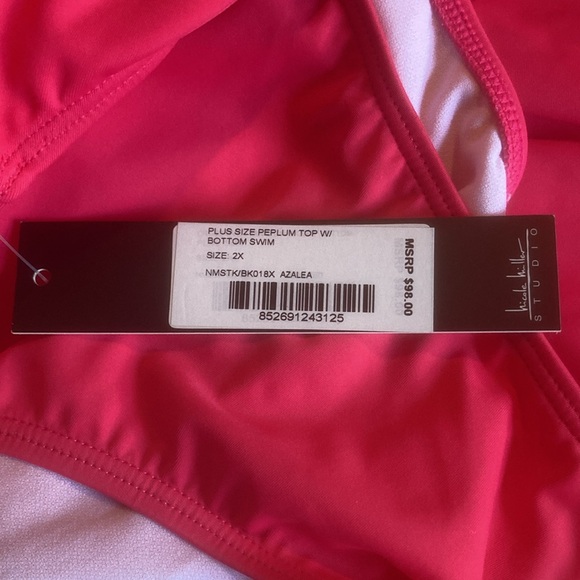 PLUS SIZE PEPLUM TOP W/
BOTTOM SWIM
SIZE: 2X
NMSTK/BK018X AZALEA
852691243125
MSRP $98.00
nicole miller
STUDIO